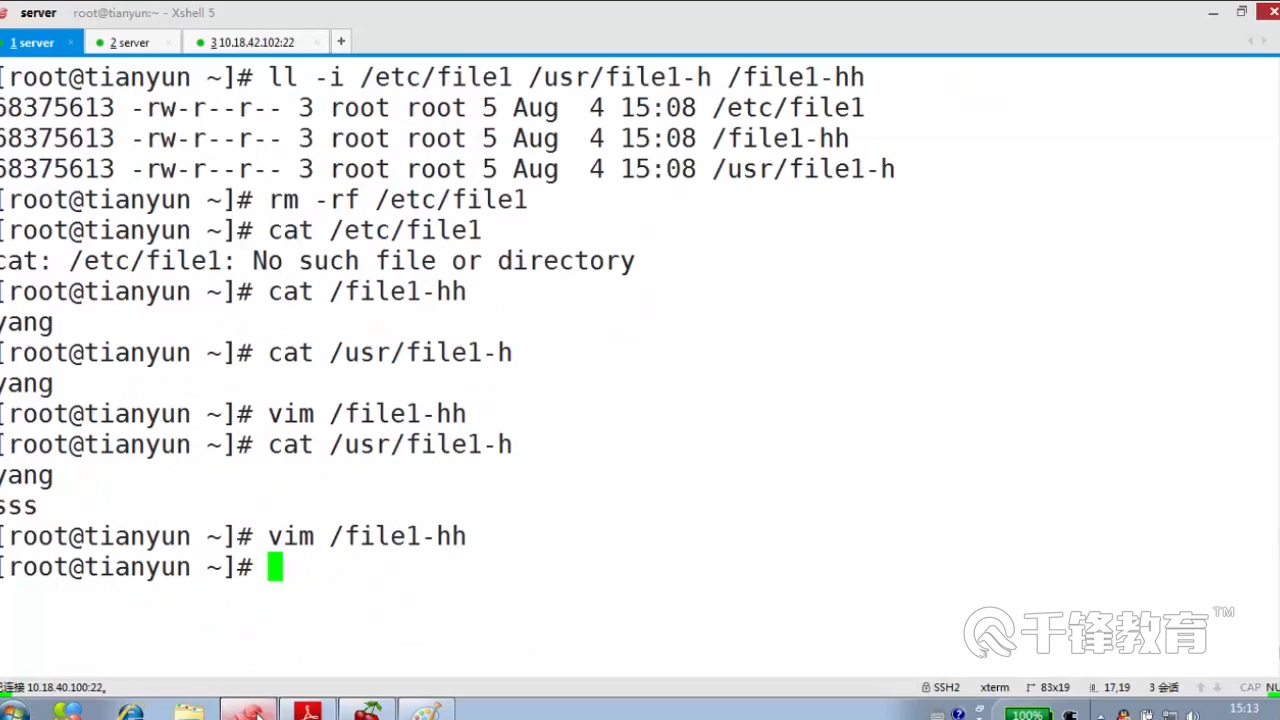 server root@tianyun:~ - Xshell 5
1 server × 2 server × 3 10.18.42.102:22 × +
[root@tianyun ~]# ll -i /etc/file1 /usr/file1-h /file1-hh
68375613 -rw-r--r-- 3 root root 5 Aug  4 15:08 /etc/file1
68375613 -rw-r--r-- 3 root root 5 Aug  4 15:08 /file1-hh
68375613 -rw-r--r-- 3 root root 5 Aug  4 15:08 /usr/file1-h
[root@tianyun ~]# rm -rf /etc/file1
[root@tianyun ~]# cat /etc/file1
cat: /etc/file1: No such file or directory
[root@tianyun ~]# cat /file1-hh
yang
[root@tianyun ~]# cat /usr/file1-h
yang
[root@tianyun ~]# vim /file1-hh
[root@tianyun ~]# cat /usr/file1-h
yang
sss
[root@tianyun ~]# vim /file1-hh
[root@tianyun ~]#
千锋教育™
已连接 10.18.40.100:22。 SSH2 xterm 83x19 17,19 3 会话 CAP NU
100% 15:13